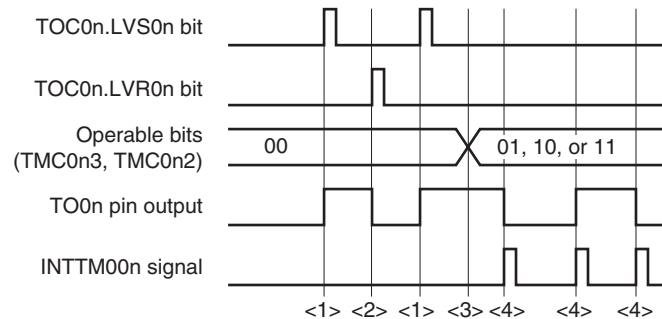 TOC0n.LVS0n bit
TOC0n.LVR0n bit
Operable bits
(TMC0n3, TMC0n2)
00
01, 10, or 11
TO0n pin output
INTTM00n signal
<1> <2> <1> <3> <4> <4> <4>